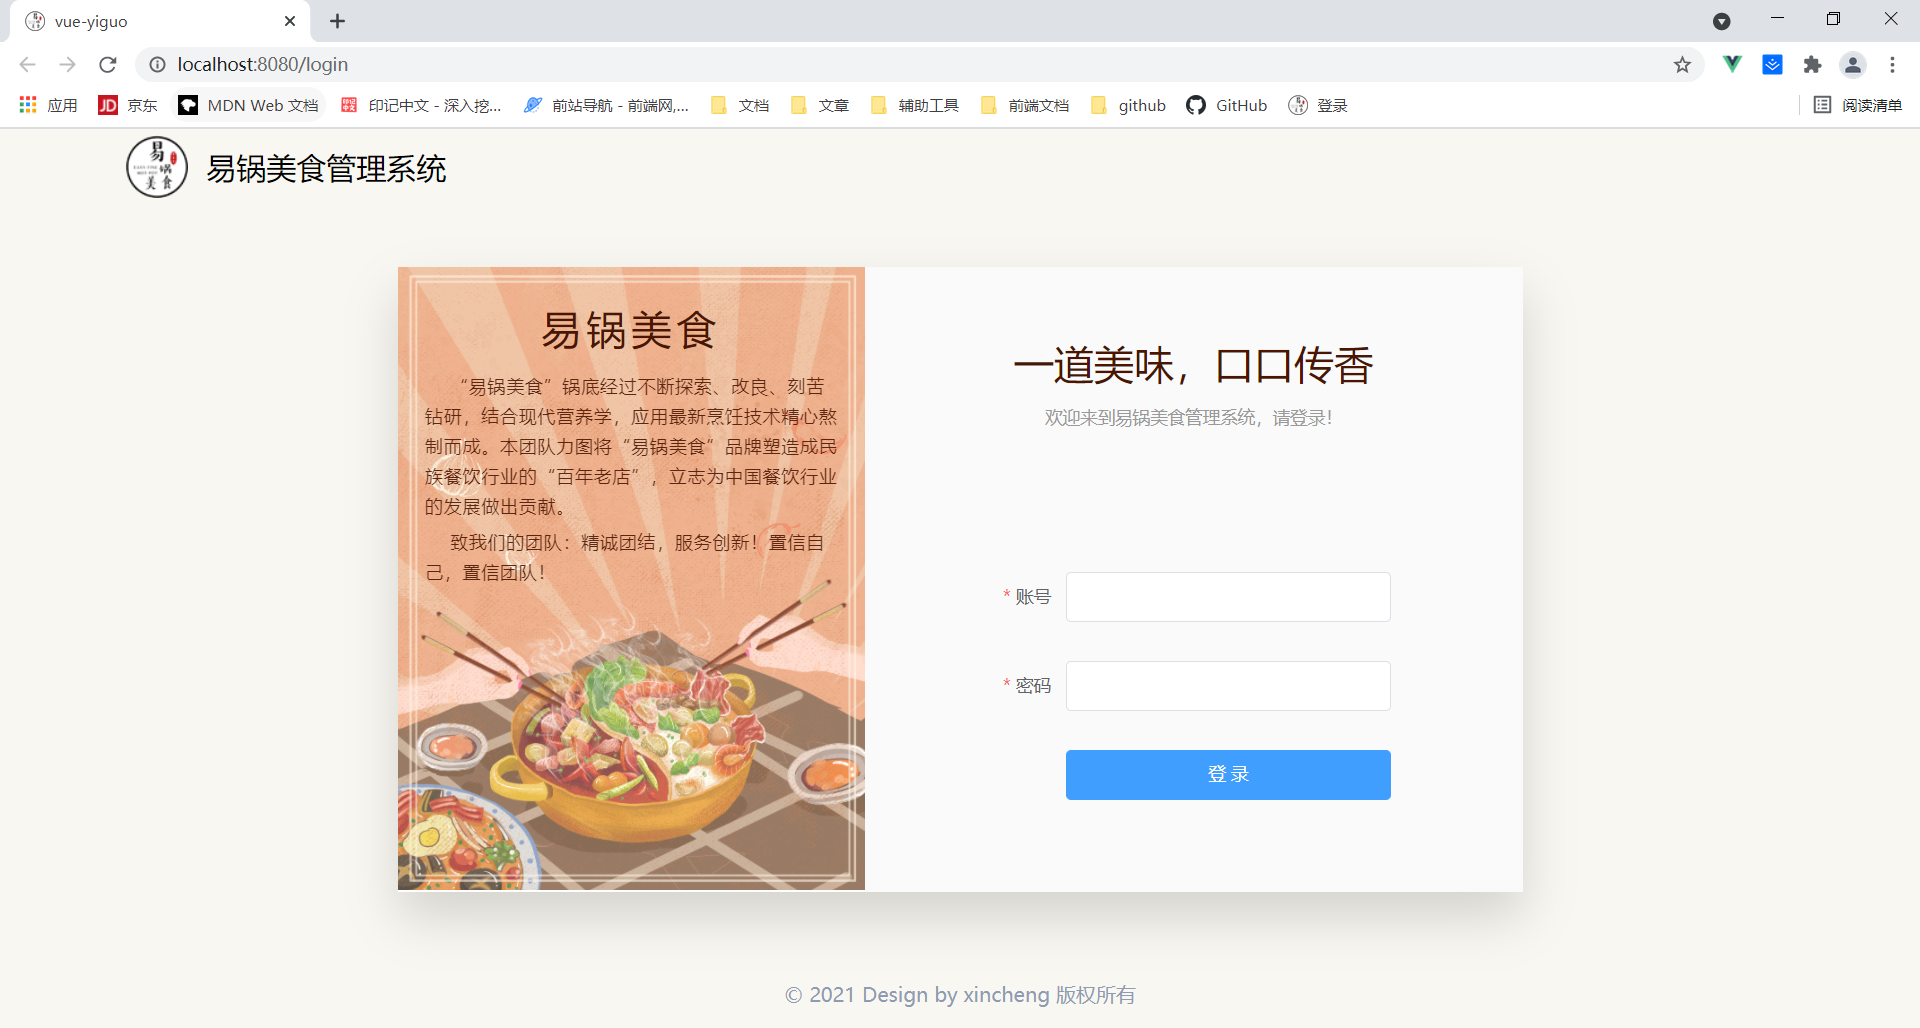 vue-yiguo
localhost:8080/login
应用 京东 MDN Web 文档 印记中文 - 深入挖... 前站导航 - 前端网,... 文档 文章 辅助工具 前端文档 github GitHub 登录 阅读清单
易锅美食管理系统
易锅美食
“易锅美食”锅底经过不断探索、改良、刻苦
钻研，结合现代营养学，应用最新烹饪技术精心熬
制而成。本团队力图将“易锅美食”品牌塑造成民
族餐饮行业的“百年老店”，立志为中国餐饮行业
的发展做出贡献。
致我们的团队：精诚团结，服务创新！置信自
己，置信团队！
一道美味，口口传香
欢迎来到易锅美食管理系统，请登录！
* 账号
* 密码
登录
© 2021 Design by xincheng 版权所有